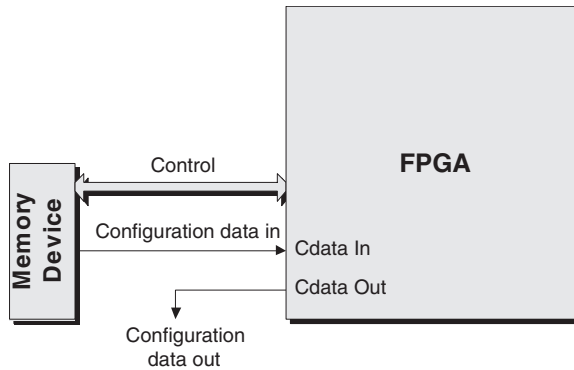 FPGA
Control
Memory
Device
Configuration data in
Cdata In
Cdata Out
Configuration
data out